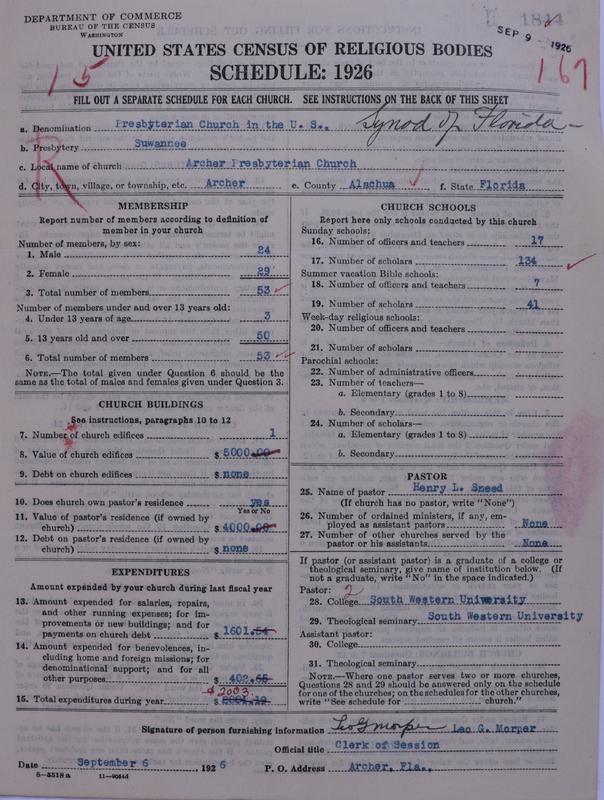 DEPARTMENT OF COMMERCE
BUREAU OF THE CENSUS
WASHINGTON
SEP 9 - 1926
UNITED STATES CENSUS OF RELIGIOUS BODIES
SCHEDULE: 1926
15
167
FILL OUT A SEPARATE SCHEDULE FOR EACH CHURCH. SEE INSTRUCTIONS ON THE BACK OF THIS SHEET
a. Denomination Presbyterian Church in the U. S., Synod of Florida-
b. Presbytery Suwannee
R
c. Local name of church Archer Presbyterian Church
d. City, town, village, or township, etc. Archer e. County Alachua f. State Florida
MEMBERSHIP
Report number of members according to definition of
member in your church
Number of members, by sex:
1. Male 24
2. Female 29
3. Total number of members 53
Number of members under and over 13 years old:
4. Under 13 years of age 3
5. 13 years old and over 50
6. Total number of members 53
NOTE.—The total given under Question 6 should be the
same as the total of males and females given under Question 3.
CHURCH BUILDINGS
See instructions, paragraphs 10 to 12
7. Number of church edifices 1
8. Value of church edifices $ 5000.00
9. Debt on church edifices $ none
10. Does church own pastor's residence yes
Yes or No
11. Value of pastor's residence (if owned by
church) $ 4000.00
12. Debt on pastor's residence (if owned by
church) $ none
EXPENDITURES
Amount expended by your church during last fiscal year
13. Amount expended for salaries, repairs,
and other running expenses; for im-
provements or new buildings; and for
payments on church debt $ 1601.54
14. Amount expended for benevolences, in-
cluding home and foreign missions; for
denominational support; and for all
other purposes $ 402.65
$ 2003
15. Total expenditures during year $
CHURCH SCHOOLS
Report here only schools conducted by this church
Sunday schools:
16. Number of officers and teachers 17
17. Number of scholars 134
Summer vacation Bible schools:
18. Number of officers and teachers 7
19. Number of scholars 41
Week-day religious schools:
20. Number of officers and teachers
21. Number of scholars
Parochial schools:
22. Number of administrative officers
23. Number of teachers—
a. Elementary (grades 1 to 8)
b. Secondary
24. Number of scholars—
a. Elementary (grades 1 to 8)
b. Secondary
PASTOR
25. Name of pastor Henry L. Sneed
(If church has no pastor, write "None")
26. Number of ordained ministers, if any, em-
ployed as assistant pastors None
27. Number of other churches served by the
pastor or his assistants None
If pastor (or assistant pastor) is a graduate of a college or
theological seminary, give name of institution below. (If
not a graduate, write "No" in the space indicated.)
Pastor: 2
28. College South Western University
29. Theological seminary South Western University
Assistant pastor:
30. College
31. Theological seminary
NOTE.—Where one pastor serves two or more churches,
Questions 28 and 29 should be answered only on the schedule
for one of the churches; on the schedules for the other churches,
write "See schedule for church."
Signature of person furnishing information Leo G Morper Leo G. Morper
Official title Clerk of Session
Date September 6, 1926 P. O. Address Archer, Fla.,
6-5518a 11-9064d